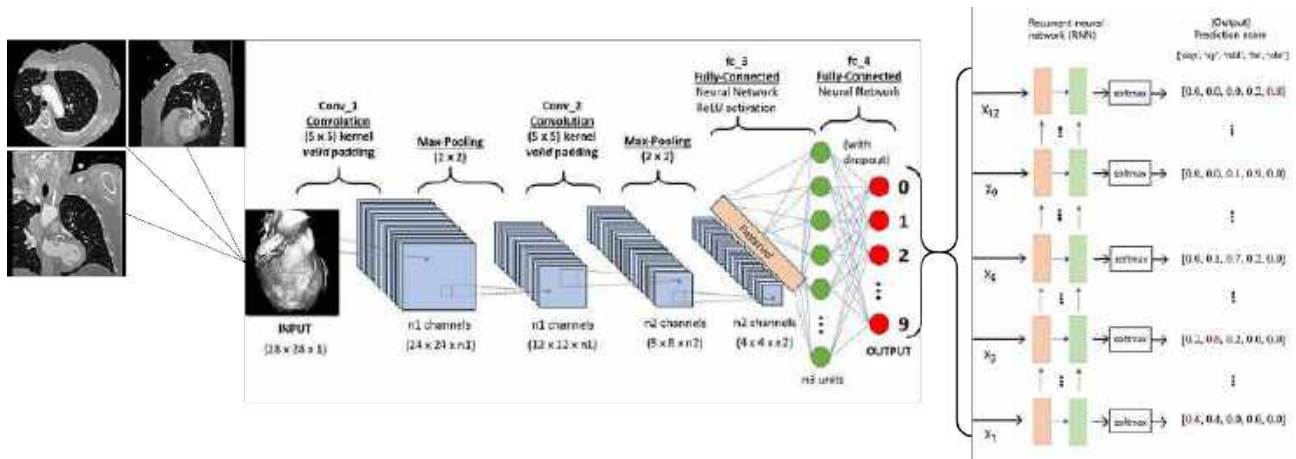 Conv_1
Convolution
(5 x 5) kernel
valid padding
Max-Pooling
(2 x 2)
Conv_2
Convolution
(5 x 5) kernel
valid padding
Max-Pooling
(2 x 2)
fc_3
Fully-Connected
Neural Network
ReLU activation
fc_4
Fully-Connected
Neural Network
(with
dropout)
Flattened
0
1
2
9
OUTPUT
INPUT
(28 x 28 x 1)
n1 channels
(24 x 24 x n1)
n1 channels
(12 x 12 x n1)
n2 channels
(8 x 8 x n2)
n2 channels
(4 x 4 x n2)
n3 units
Recurrent neural
network (RNN)
(Output)
Prediction score
X12
softmax
[0.0, 0.0, 0.0, 0.2, 0.8]
X9
softmax
[0.0, 0.0, 0.1, 0.9, 0.0]
softmax
[0.0, 0.1, 0.7, 0.2, 0.0]
softmax
[0.2, 0.6, 0.2, 0.0, 0.0]
X1
softmax